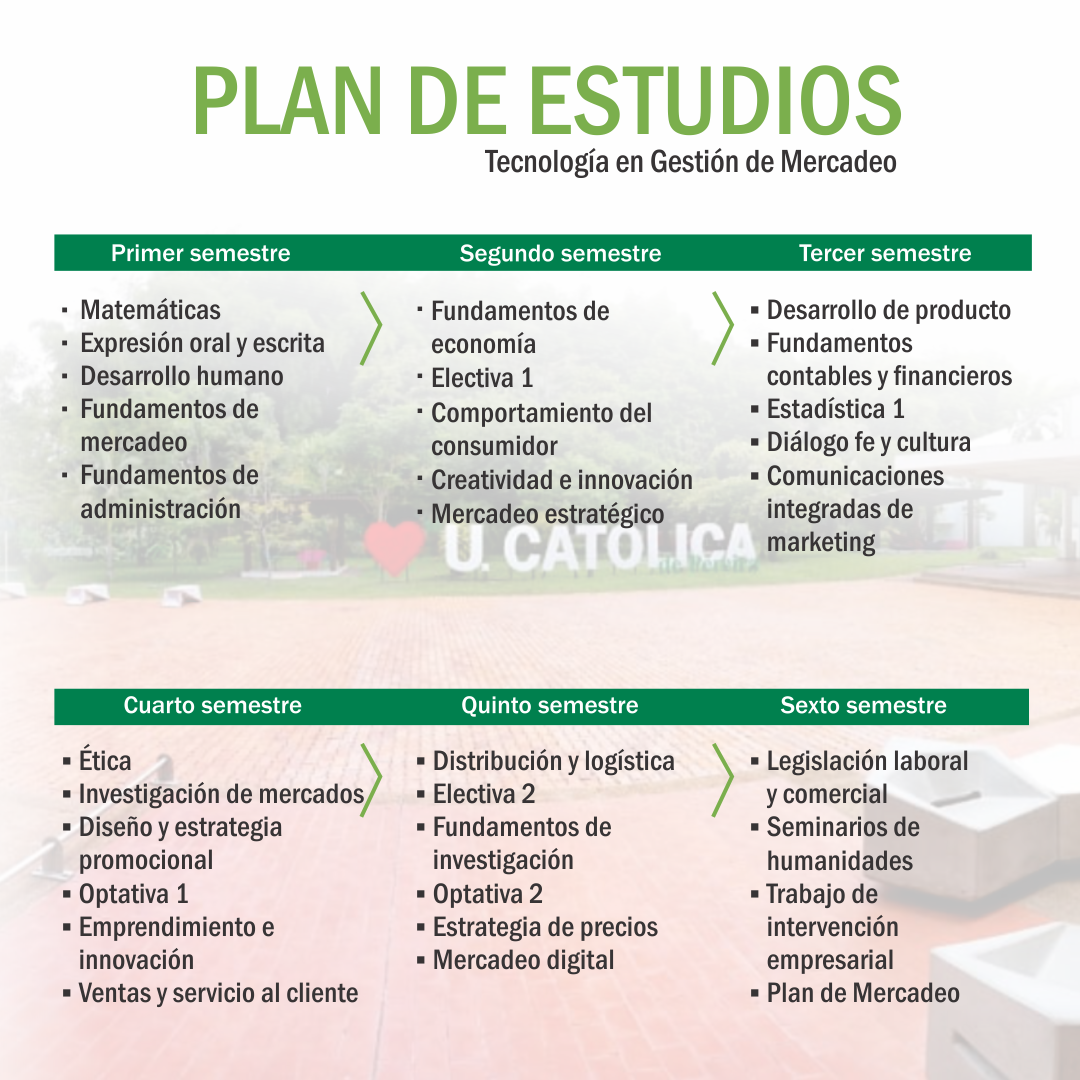 PLAN DE ESTUDIOS
Tecnología en Gestión de Mercadeo
Primer semestre
▪ Matemáticas
▪ Expresión oral y escrita
▪ Desarrollo humano
▪ Fundamentos de
mercadeo
▪ Fundamentos de
administración
Segundo semestre
▪ Fundamentos de
economía
▪ Electiva 1
▪ Comportamiento del
consumidor
▪ Creatividad e innovación
▪ Mercadeo estratégico
Tercer semestre
▪ Desarrollo de producto
▪ Fundamentos
contables y financieros
▪ Estadística 1
▪ Diálogo fe y cultura
▪ Comunicaciones
integradas de
marketing
U. CATÓLICA
de Pereira
Cuarto semestre
▪ Ética
▪ Investigación de mercados
▪ Diseño y estrategia
promocional
▪ Optativa 1
▪ Emprendimiento e
innovación
▪ Ventas y servicio al cliente
Quinto semestre
▪ Distribución y logística
▪ Electiva 2
▪ Fundamentos de
investigación
▪ Optativa 2
▪ Estrategia de precios
▪ Mercadeo digital
Sexto semestre
▪ Legislación laboral
y comercial
▪ Seminarios de
humanidades
▪ Trabajo de
intervención
empresarial
▪ Plan de Mercadeo